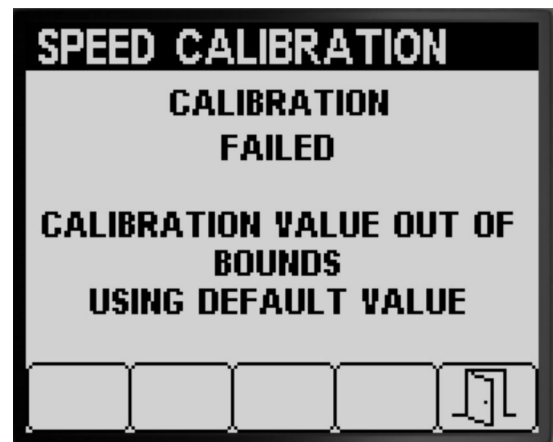 SPEED CALIBRATION
CALIBRATION
FAILED
CALIBRATION VALUE OUT OF
BOUNDS
USING DEFAULT VALUE